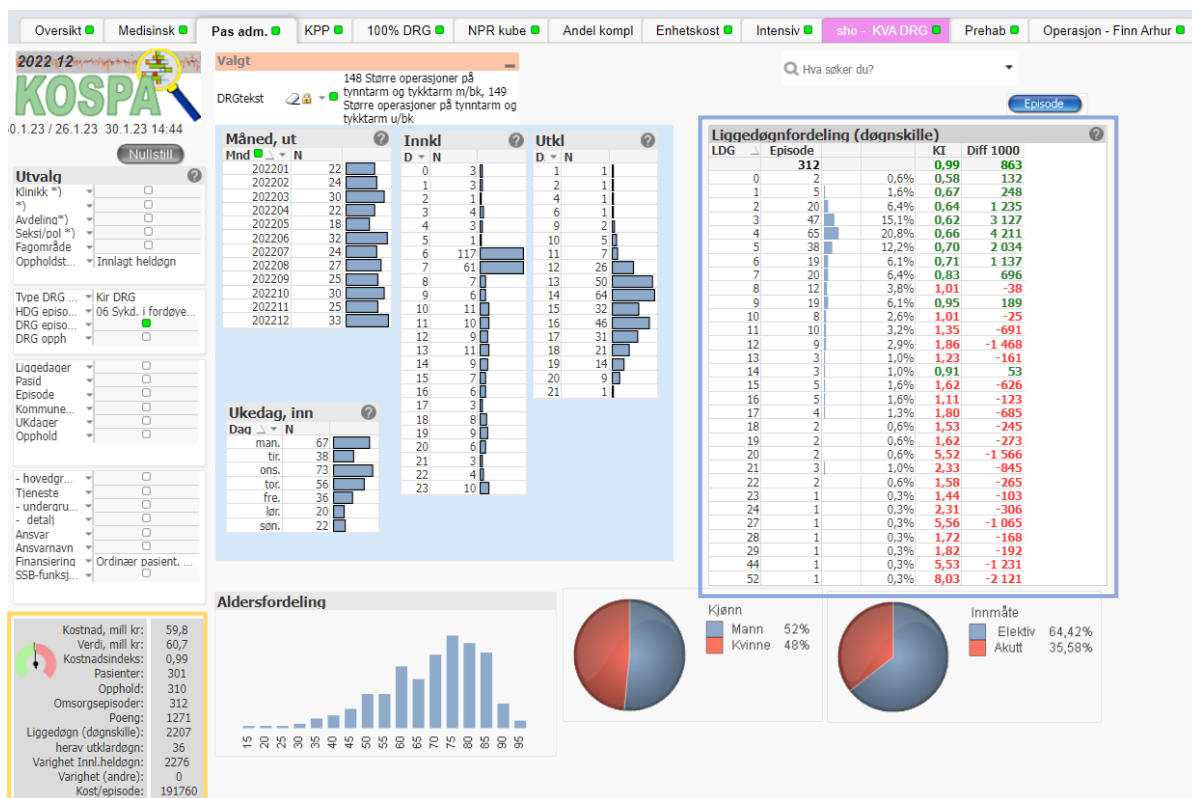 Oversikt Medisinsk Pas adm. KPP 100% DRG NPR kube Andel kompl Enhetskost Intensiv sho - KVA DRG Prehab Operasjon - Finn Arhur
2022 12
KOSPA
0.1.23 / 26.1.23 30.1.23 14:44
Nullstill
Valgt
DRGtekst
148 Større operasjoner på
tynntarm og tykktarm m/bk, 149
Større operasjoner på tynntarm og
tykktarm u/bk
Hva søker du?
Episode
Utvalg
Klinikk *)
*)
Avdeling*)
Seksj/pol *)
Fagområde
Oppholdst... Innlagt heldøgn
Type DRG ... Kir DRG
HDG episo... 06 Sykd. i fordøye...
DRG episo...
DRG opph
Liggedager
Pasid
Episode
Kommune...
UKdager
Opphold
- hovedgr...
Tjeneste
- undergru...
- detalj
Ansvar
Ansvarnavn
Finansiering Ordinær pasient. ...
SSB-funksj...
Måned, ut
Mnd N
202201 22
202202 24
202203 30
202204 22
202205 18
202206 32
202207 24
202208 27
202209 25
202210 30
202211 25
202212 33
Ukedag, inn
Dag N
man. 67
tir. 38
ons. 73
tor. 56
fre. 36
lør. 20
søn. 22
Innkl
D N
0 3
1 3
2 1
3 4
4 3
5 1
6 117
7 61
8 7
9 6
10 11
11 10
12 9
13 11
14 9
15 7
16 6
17 3
18 8
19 9
20 6
21 3
22 4
23 10
Utkl
D N
1 1
2 1
4 1
6 1
9 2
10 5
11 7
12 26
13 50
14 64
15 32
16 46
17 31
18 21
19 14
20 9
21 1
Liggedøgnfordeling (døgnskille)
LDG Episode KI Diff 1000
312 0,99 863
0 2 0,6% 0,58 132
1 5 1,6% 0,67 248
2 20 6,4% 0,64 1 235
3 47 15,1% 0,62 3 127
4 65 20,8% 0,66 4 211
5 38 12,2% 0,70 2 034
6 19 6,1% 0,71 1 137
7 20 6,4% 0,83 696
8 12 3,8% 1,01 -38
9 19 6,1% 0,95 189
10 8 2,6% 1,01 -25
11 10 3,2% 1,35 -691
12 9 2,9% 1,86 -1 468
13 3 1,0% 1,23 -161
14 3 1,0% 0,91 53
15 5 1,6% 1,62 -626
16 5 1,6% 1,11 -123
17 4 1,3% 1,80 -685
18 2 0,6% 1,53 -245
19 2 0,6% 1,62 -273
20 2 0,6% 5,52 -1 566
21 3 1,0% 2,33 -845
22 2 0,6% 1,58 -265
23 1 0,3% 1,44 -103
24 1 0,3% 2,31 -306
27 1 0,3% 5,56 -1 065
28 1 0,3% 1,72 -168
29 1 0,3% 1,82 -192
44 1 0,3% 5,53 -1 231
52 1 0,3% 8,03 -2 121
Kostnad, mill kr: 59,8
Verdi, mill kr: 60,7
Kostnadsindeks: 0,99
Pasienter: 301
Opphold: 310
Omsorgsepisoder: 312
Poeng: 1271
Liggedøgn (døgnskille): 2207
herav utklardøgn: 36
Varighet Innl.heldøgn: 2276
Varighet (andre): 0
Kost/episode: 191760
Aldersfordeling
15 20 25 30 35 40 45 50 55 60 65 70 75 80 85 90 95
Kjønn
Mann 52%
Kvinne 48%
Innmåte
Elektiv 64,42%
Akutt 35,58%